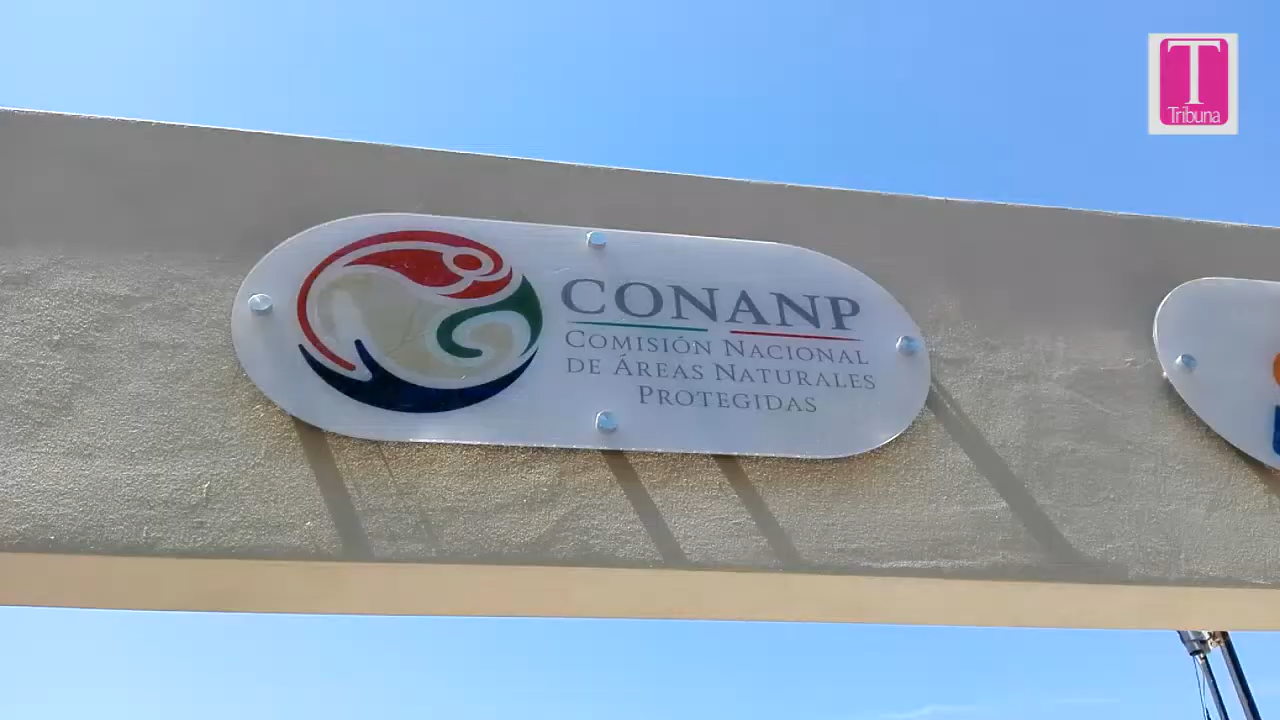 T
Tribuna
CONANP
COMISIÓN NACIONAL
DE ÁREAS NATURALES
PROTEGIDAS